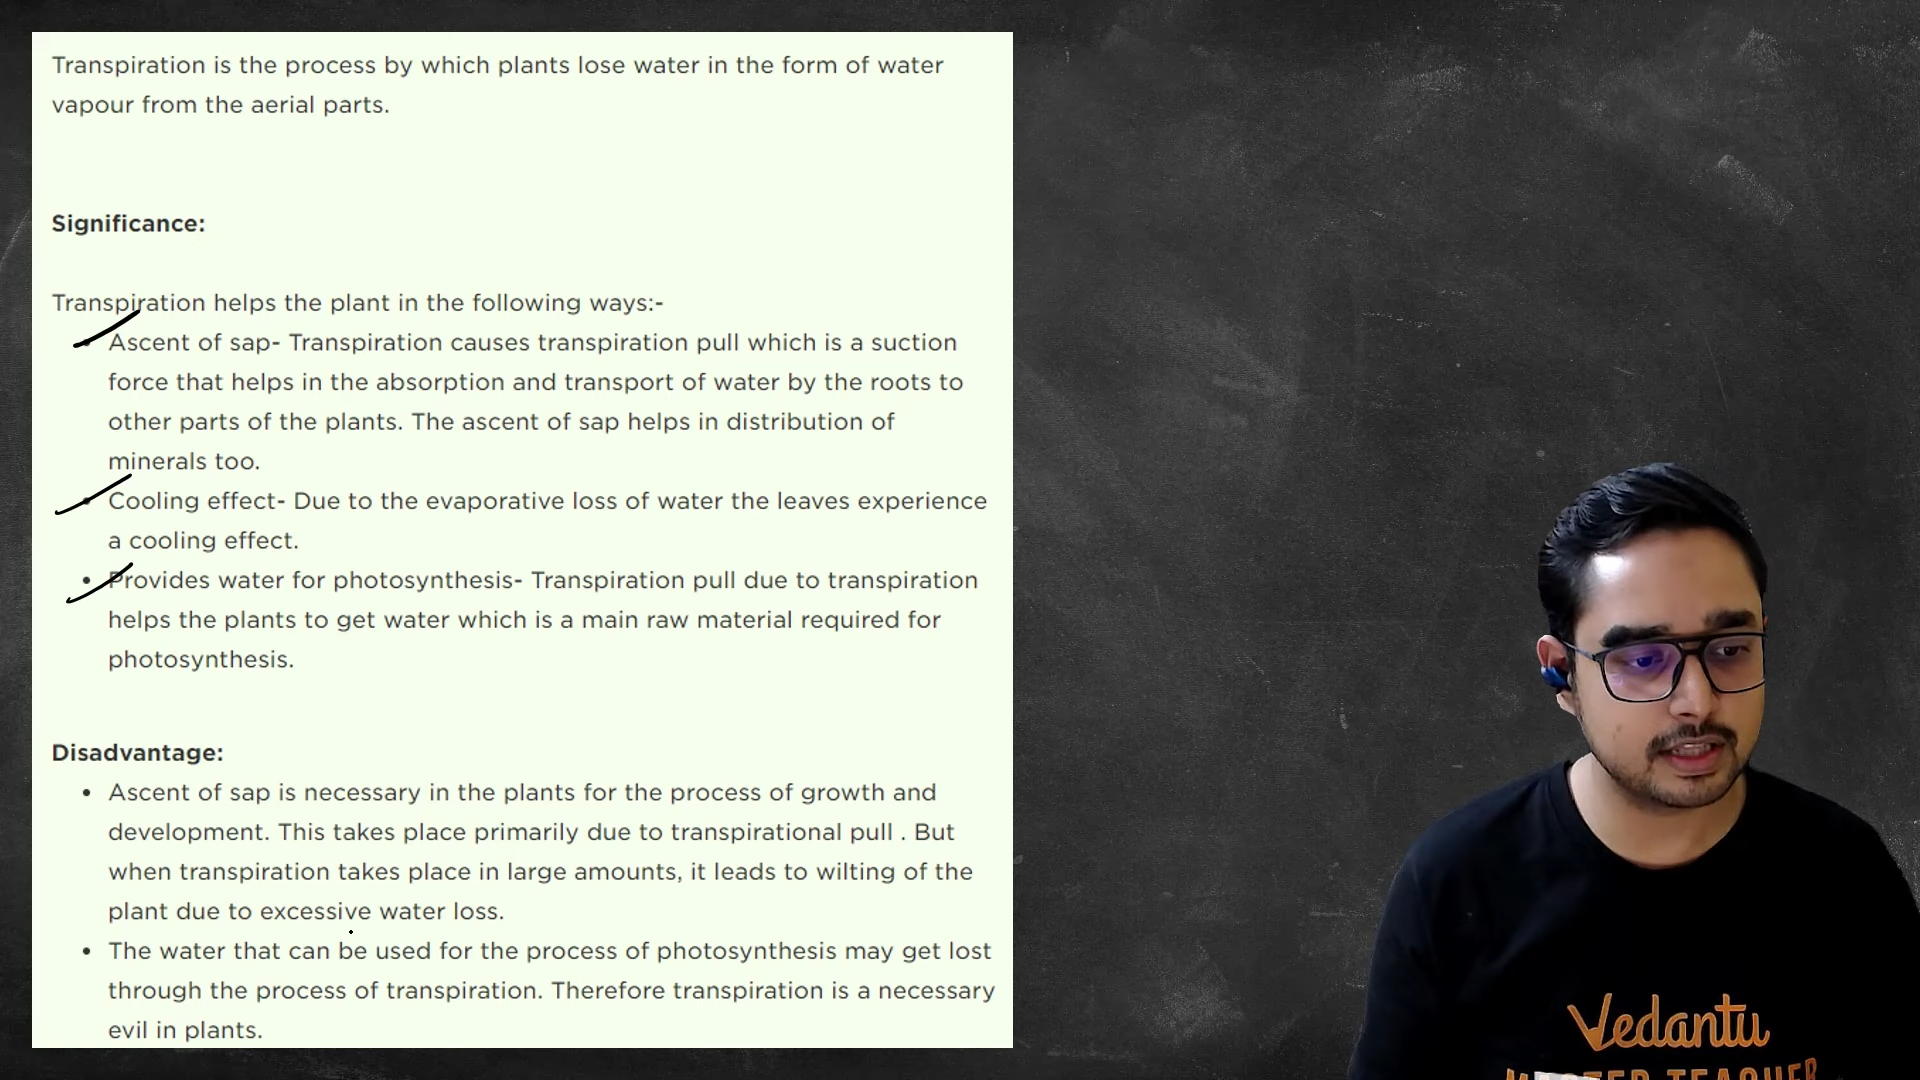 Transpiration is the process by which plants lose water in the form of water
vapour from the aerial parts.
Significance:
Transpiration helps the plant in the following ways:-
• Ascent of sap- Transpiration causes transpiration pull which is a suction
force that helps in the absorption and transport of water by the roots to
other parts of the plants. The ascent of sap helps in distribution of
minerals too.
• Cooling effect- Due to the evaporative loss of water the leaves experience
a cooling effect.
• Provides water for photosynthesis- Transpiration pull due to transpiration
helps the plants to get water which is a main raw material required for
photosynthesis.
Disadvantage:
• Ascent of sap is necessary in the plants for the process of growth and
development. This takes place primarily due to transpirational pull . But
when transpiration takes place in large amounts, it leads to wilting of the
plant due to excessive water loss.
• The water that can be used for the process of photosynthesis may get lost
through the process of transpiration. Therefore transpiration is a necessary
evil in plants.
Vedantu
MASTER TEACHER